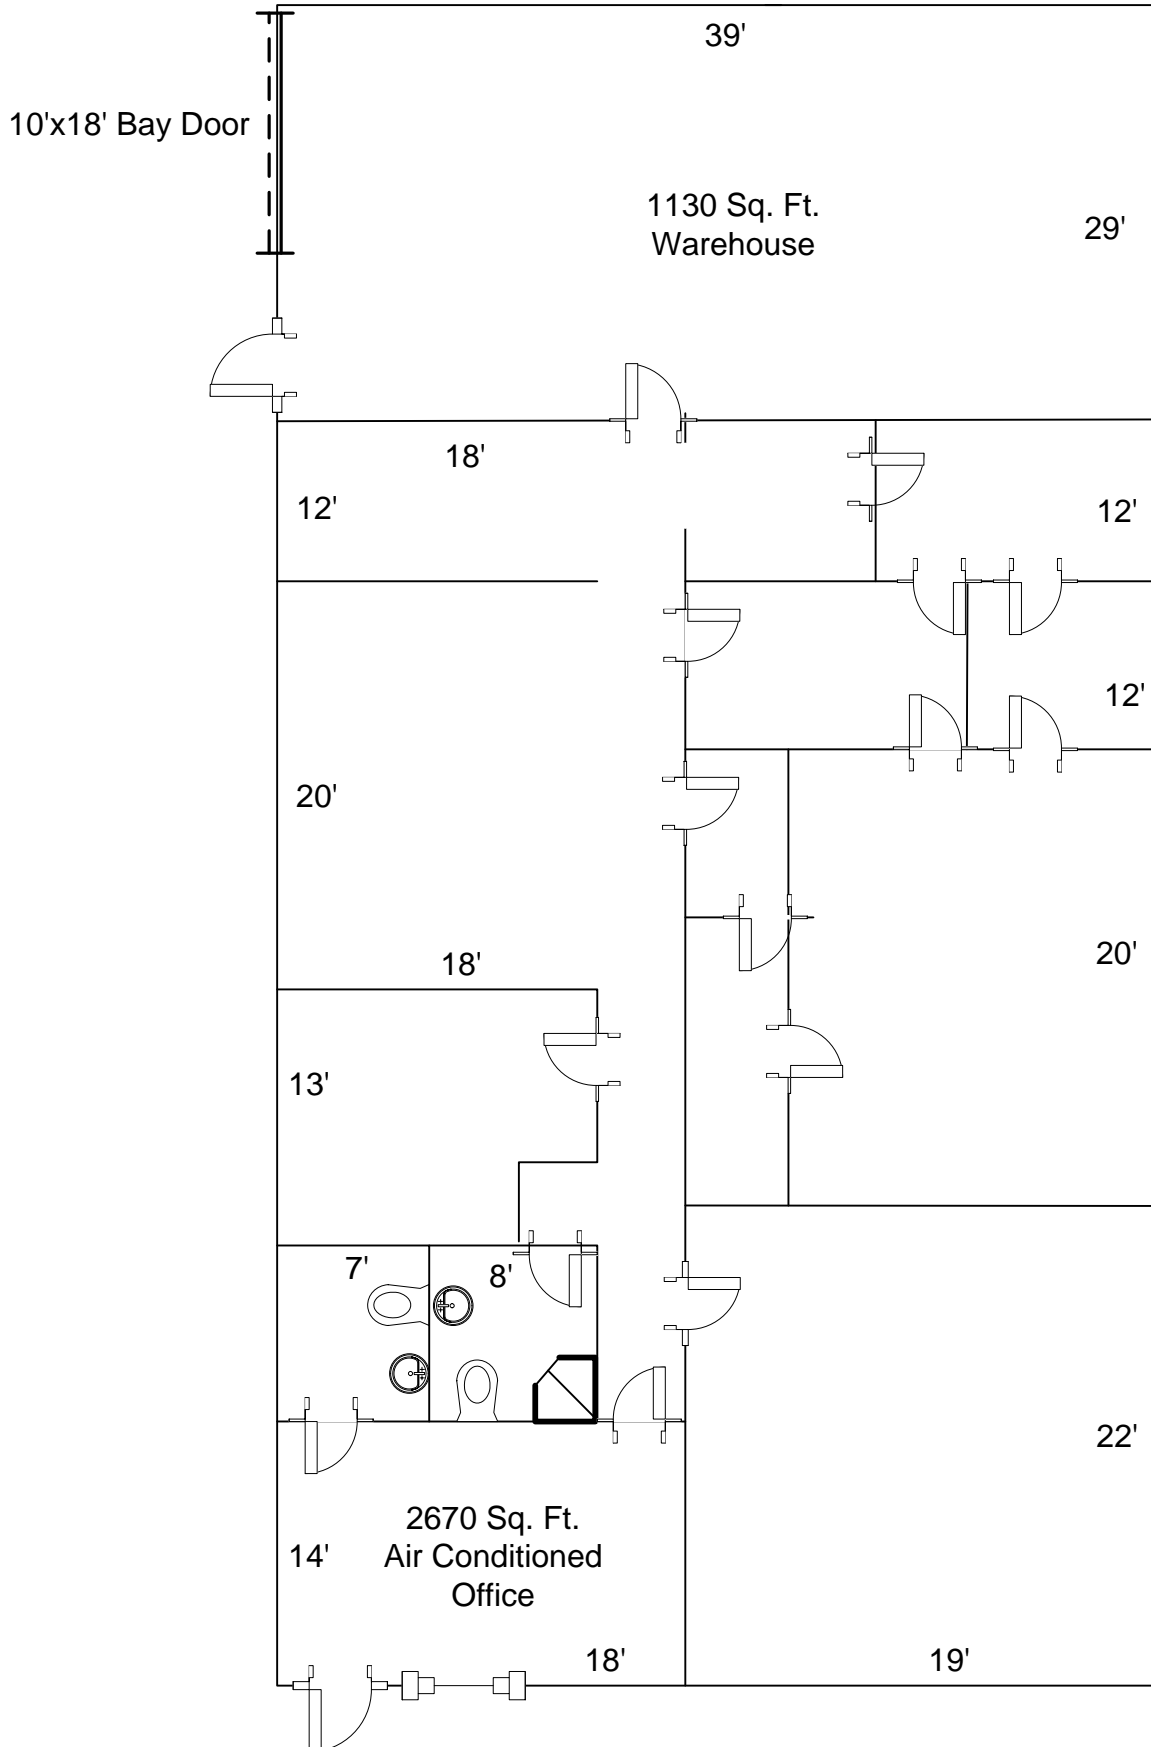 39'
10'x18' Bay Door
1130 Sq. Ft.
Warehouse
29'
18'
12'
12'
12'
20'
20'
18'
13'
7'
8'
22'
2670 Sq. Ft.
Air Conditioned
Office
14'
18'
19'